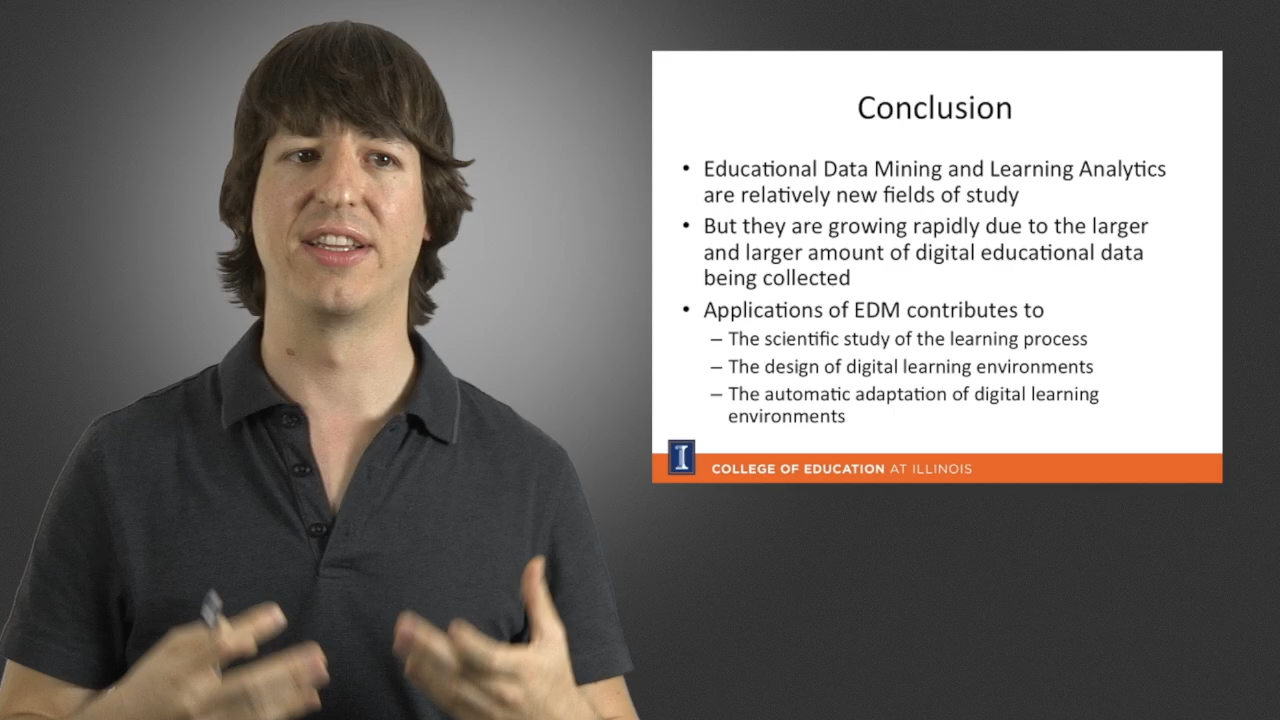 Conclusion
• Educational Data Mining and Learning Analytics
are relatively new fields of study
• But they are growing rapidly due to the larger
and larger amount of digital educational data
being collected
• Applications of EDM contributes to
– The scientific study of the learning process
– The design of digital learning environments
– The automatic adaptation of digital learning
environments
I
COLLEGE OF EDUCATION AT ILLINOIS